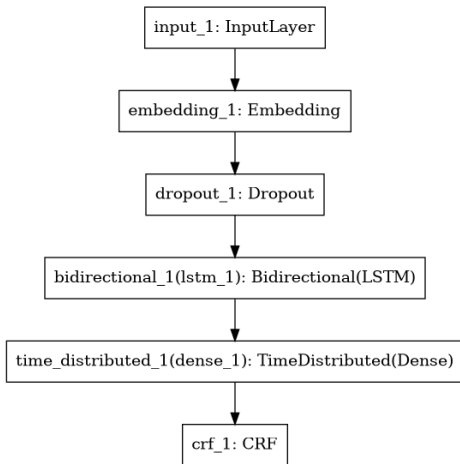 input_1: InputLayer
embedding_1: Embedding
dropout_1: Dropout
bidirectional_1(lstm_1): Bidirectional(LSTM)
time_distributed_1(dense_1): TimeDistributed(Dense)
crf_1: CRF